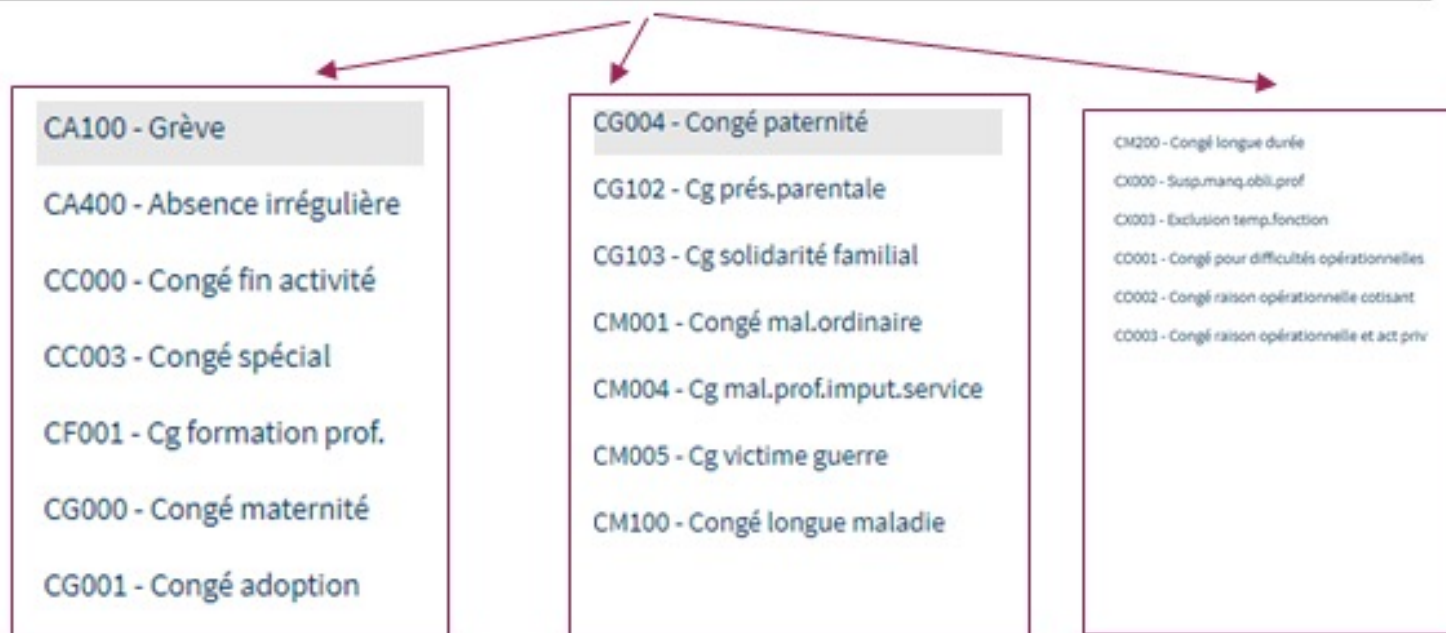 CA100 - Grève
CA400 - Absence irrégulière
CC000 - Congé fin activité
CC003 - Congé spécial
CF001 - Cg formation prof.
CG000 - Congé maternité
CG001 - Congé adoption
CG004 - Congé paternité
CG102 - Cg prés.parentale
CG103 - Cg solidarité familial
CM001 - Congé mal.ordinaire
CM004 - Cg mal.prof.imput.service
CM005 - Cg victime guerre
CM100 - Congé longue maladie
CM200 - Congé longue durée
CX000 - Susp.manq.obli.prof
CX003 - Exclusion temp.fonction
CO001 - Congé pour difficultés opérationnelles
CO002 - Congé raison opérationnelle cotisant
CO003 - Congé raison opérationnelle et act priv